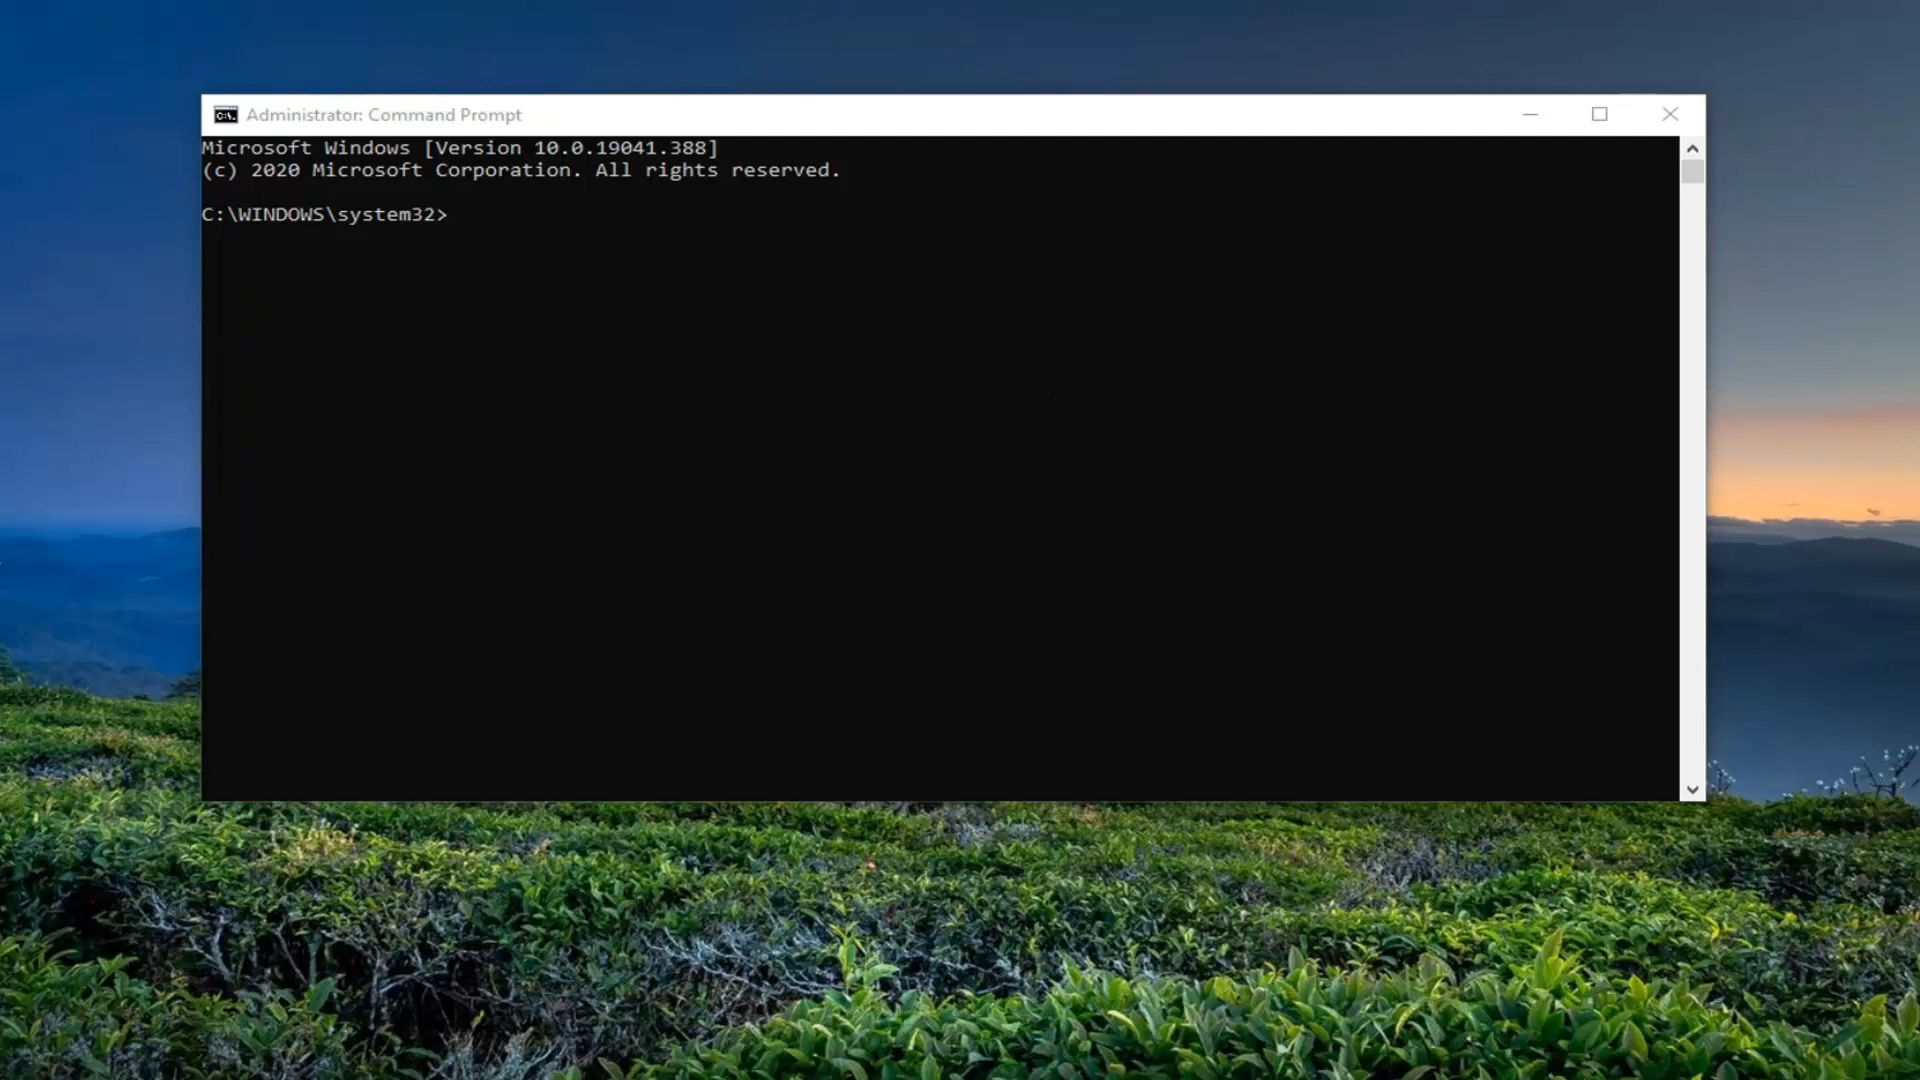 Administrator: Command Prompt
Microsoft Windows [Version 10.0.19041.388]
(c) 2020 Microsoft Corporation. All rights reserved.
C:\WINDOWS\system32>